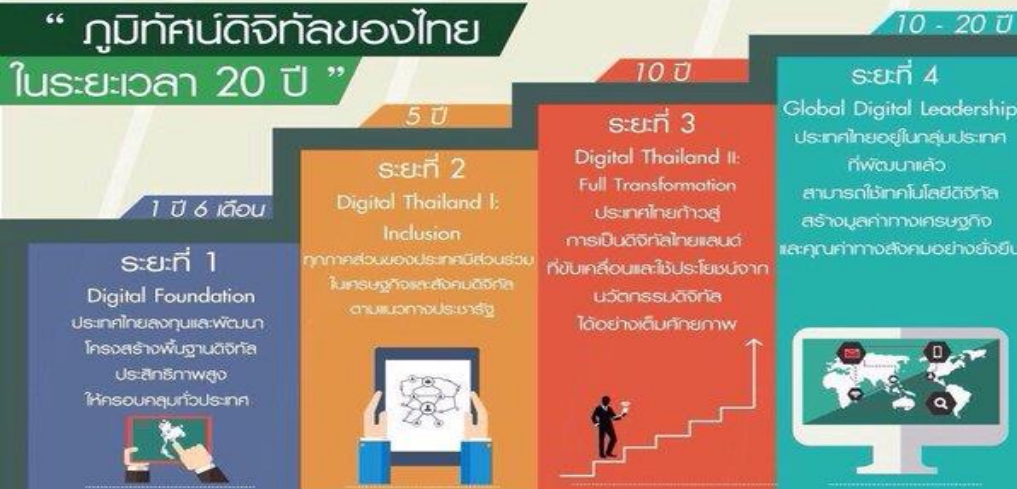 “ ภูมิทัศน์ดิจิทัลของไทย
ในระยะเวลา 20 ปี ”
1 ปี 6 เดือน
ระยะที่ 1
Digital Foundation
ประเทศไทยลงทุนและพัฒนา
โครงสร้างพื้นฐานดิจิทัล
ประสิทธิภาพสูง
ให้ครอบคลุมทั่วประเทศ
5 ปี
ระยะที่ 2
Digital Thailand I:
Inclusion
ทุกภาคส่วนของประเทศมีส่วนร่วม
ในเศรษฐกิจและสังคมดิจิทัล
ตามแนวทางประชารัฐ
10 ปี
ระยะที่ 3
Digital Thailand II:
Full Transformation
ประเทศไทยก้าวสู่
การเป็นดิจิทัลไทยแลนด์
ที่ขับเคลื่อนและใช้ประโยชน์จาก
นวัตกรรมดิจิทัล
ได้อย่างเต็มศักยภาพ
10 - 20 ปี
ระยะที่ 4
Global Digital Leadership
ประเทศไทยอยู่ในกลุ่มประเทศ
ที่พัฒนาแล้ว
สามารถใช้เทคโนโลยีดิจิทัล
สร้างมูลค่าทางเศรษฐกิจ
และคุณค่าทางสังคมอย่างยั่งยืน